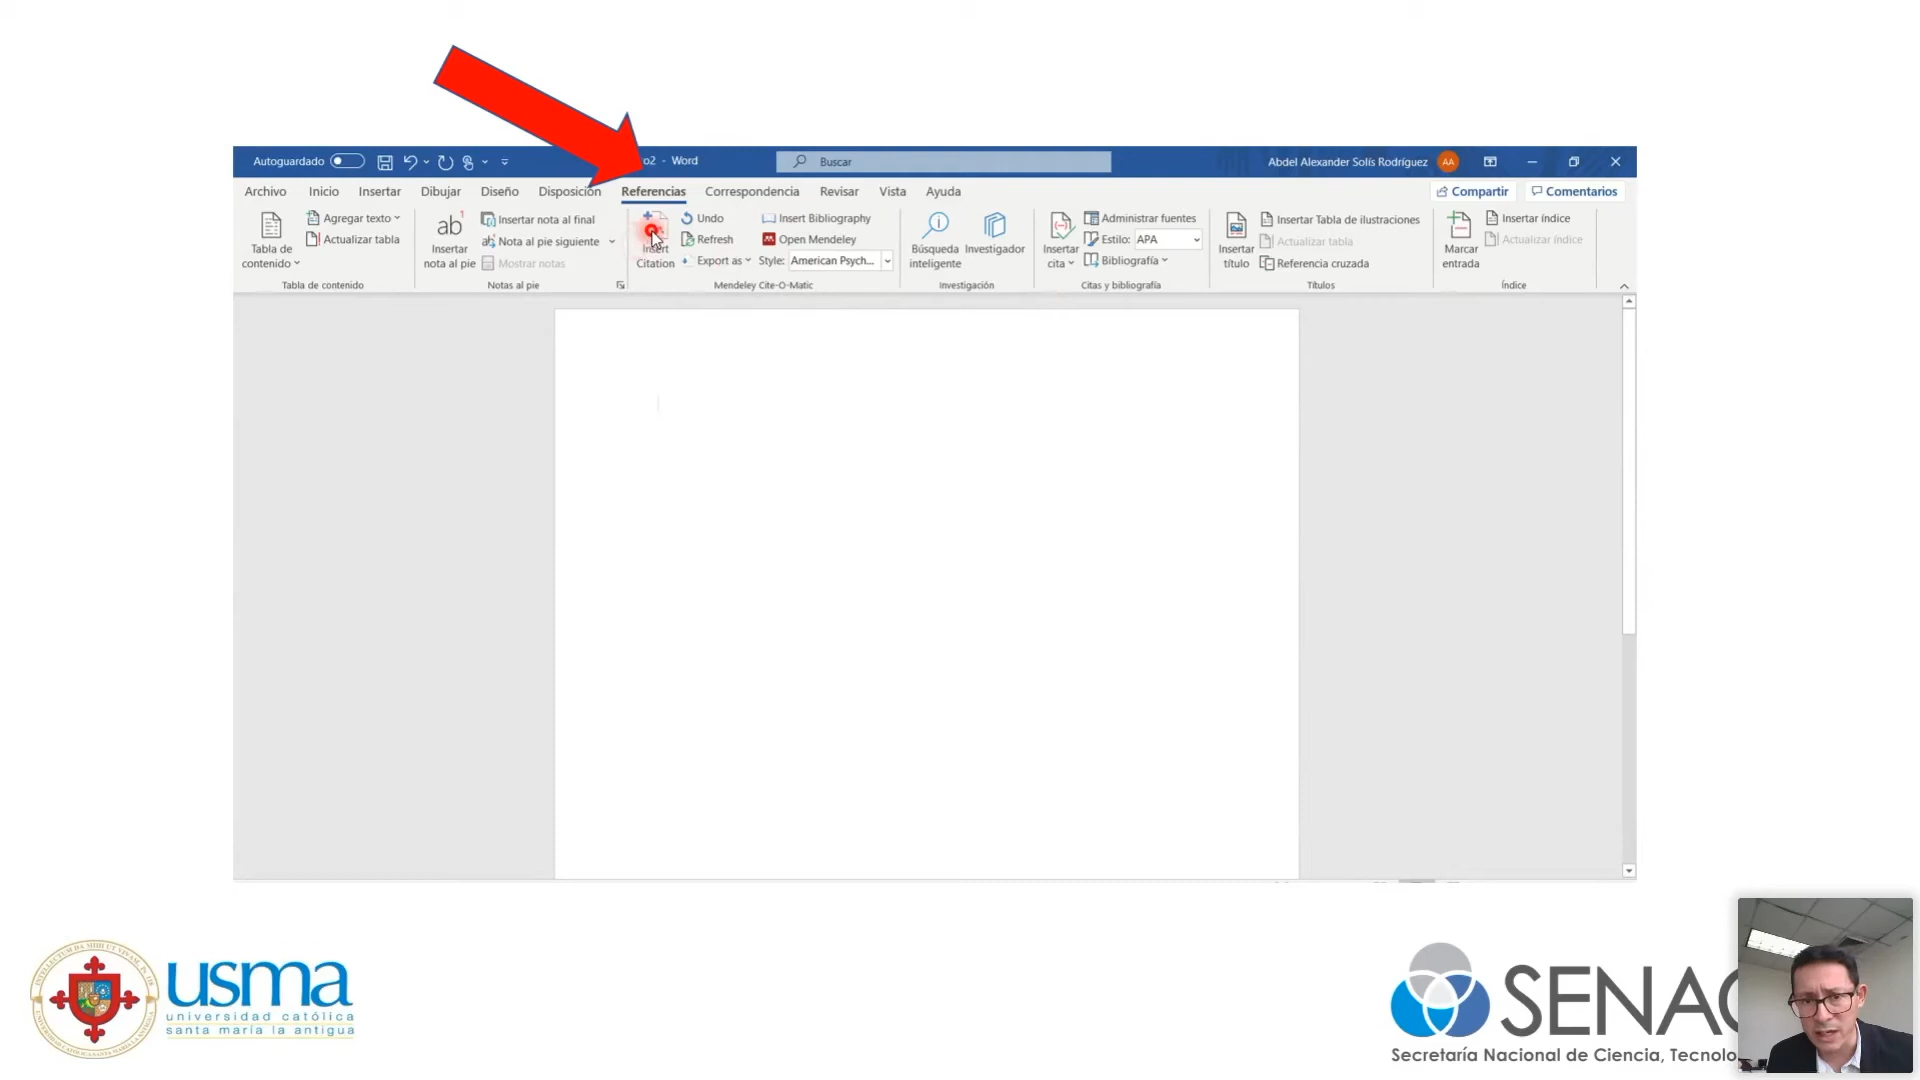 Autoguardado
o2 - Word
Buscar
Abdel Alexander Solís Rodríguez
AA
Archivo
Inicio
Insertar
Dibujar
Diseño
Disposición
Referencias
Correspondencia
Revisar
Vista
Ayuda
Compartir
Comentarios
Tabla de
contenido
Agregar texto
Actualizar tabla
Tabla de contenido
ab
1
Insertar
nota al pie
Insertar nota al final
Nota al pie siguiente
Mostrar notas
Notas al pie
Insert
Citation
Undo
Refresh
Export as
Insert Bibliography
Open Mendeley
Style: American Psych...
Mendeley Cite-O-Matic
Búsqueda
inteligente
Investigador
Investigación
Insertar
cita
Administrar fuentes
Estilo: APA
Bibliografía
Citas y bibliografía
Insertar
título
Insertar Tabla de ilustraciones
Actualizar tabla
Referencia cruzada
Títulos
Marcar
entrada
Insertar índice
Actualizar índice
Índice
usma
universidad católica
santa maría la antigua
SENAC
Secretaría Nacional de Ciencia, Tecnolo